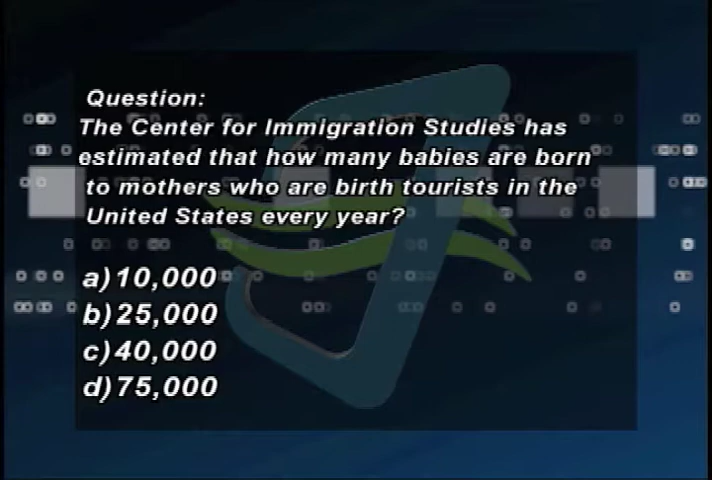 Question:
The Center for Immigration Studies has
estimated that how many babies are born
to mothers who are birth tourists in the
United States every year?
a) 10,000
b) 25,000
c) 40,000
d) 75,000